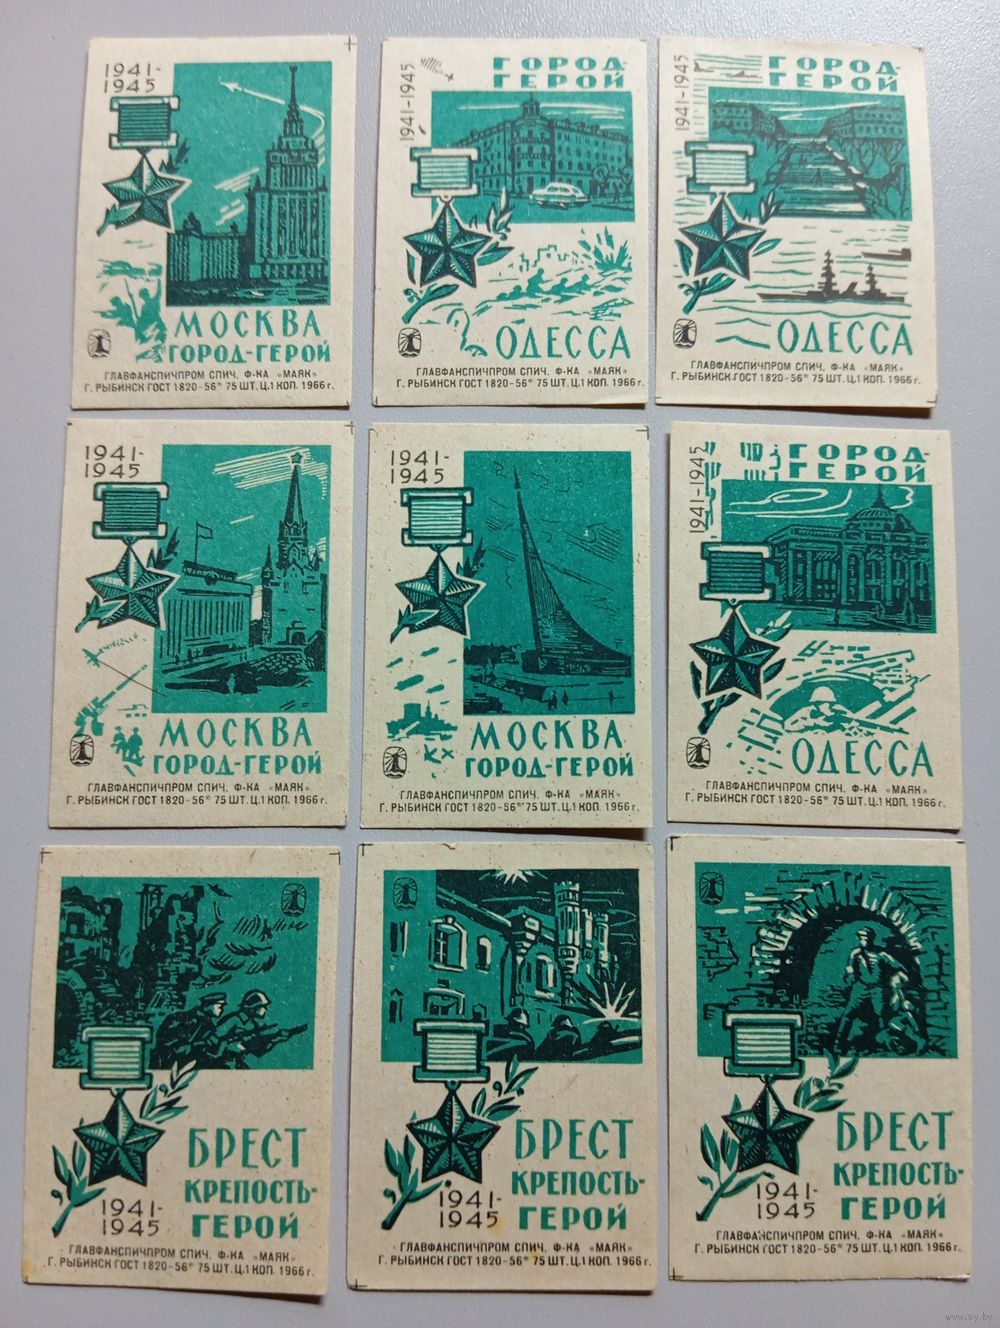 1941-
1945
МОСКВА
ГОРОД-ГЕРОЙ
ГЛАВФАНСПИЧПРОМ СПИЧ. Ф-КА «МАЯК»
Г. РЫБИНСК ГОСТ 1820-56* 75 ШТ. Ц.1 КОП. 1966 г.
1941-1945
ГОРОД-
ГЕРОЙ
ОДЕССА
ГЛАВФАНСПИЧПРОМ СПИЧ. Ф-КА «МАЯК»
Г. РЫБИНСК ГОСТ 1820-56* 75 ШТ. Ц.1 КОП. 1966 г.
1941-1945
ГОРОД-
ГЕРОЙ
ОДЕССА
ГЛАВФАНСПИЧПРОМ СПИЧ. Ф-КА «МАЯК»
Г. РЫБИНСК ГОСТ 1820-56* 75 ШТ. Ц.1 КОП. 1966 г.
1941-
1945
МОСКВА
ГОРОД-ГЕРОЙ
ГЛАВФАНСПИЧПРОМ СПИЧ. Ф-КА «МАЯК»
Г. РЫБИНСК ГОСТ 1820-56* 75 ШТ. Ц.1 КОП. 1966 г.
1941-
1945
МОСКВА
ГОРОД-ГЕРОЙ
ГЛАВФАНСПИЧПРОМ СПИЧ. Ф-КА «МАЯК»
Г. РЫБИНСК ГОСТ 1820-56* 75 ШТ. Ц.1 КОП. 1966 г.
1941-1945
ГОРОД-
ГЕРОЙ
ОДЕССА
ГЛАВФАНСПИЧПРОМ СПИЧ. Ф-КА «МАЯК»
Г. РЫБИНСК ГОСТ 1820-56* 75 ШТ. Ц.1 КОП. 1966 г.
БРЕСТ
КРЕПОСТЬ-
ГЕРОЙ
1941-
1945
ГЛАВФАНСПИЧПРОМ СПИЧ. Ф-КА «МАЯК»
Г. РЫБИНСК ГОСТ 1820-56* 75 ШТ. Ц.1 КОП. 1966 г.
БРЕСТ
КРЕПОСТЬ-
ГЕРОЙ
1941-
1945
ГЛАВФАНСПИЧПРОМ СПИЧ. Ф-КА «МАЯК»
Г. РЫБИНСК ГОСТ 1820-56* 75 ШТ. Ц.1 КОП. 1966 г.
БРЕСТ
КРЕПОСТЬ-
ГЕРОЙ
1941-
1945
ГЛАВФАНСПИЧПРОМ СПИЧ. Ф-КА «МАЯК»
Г. РЫБИНСК ГОСТ 1820-56* 75 ШТ. Ц.1 КОП. 1966 г.
www.ay.by